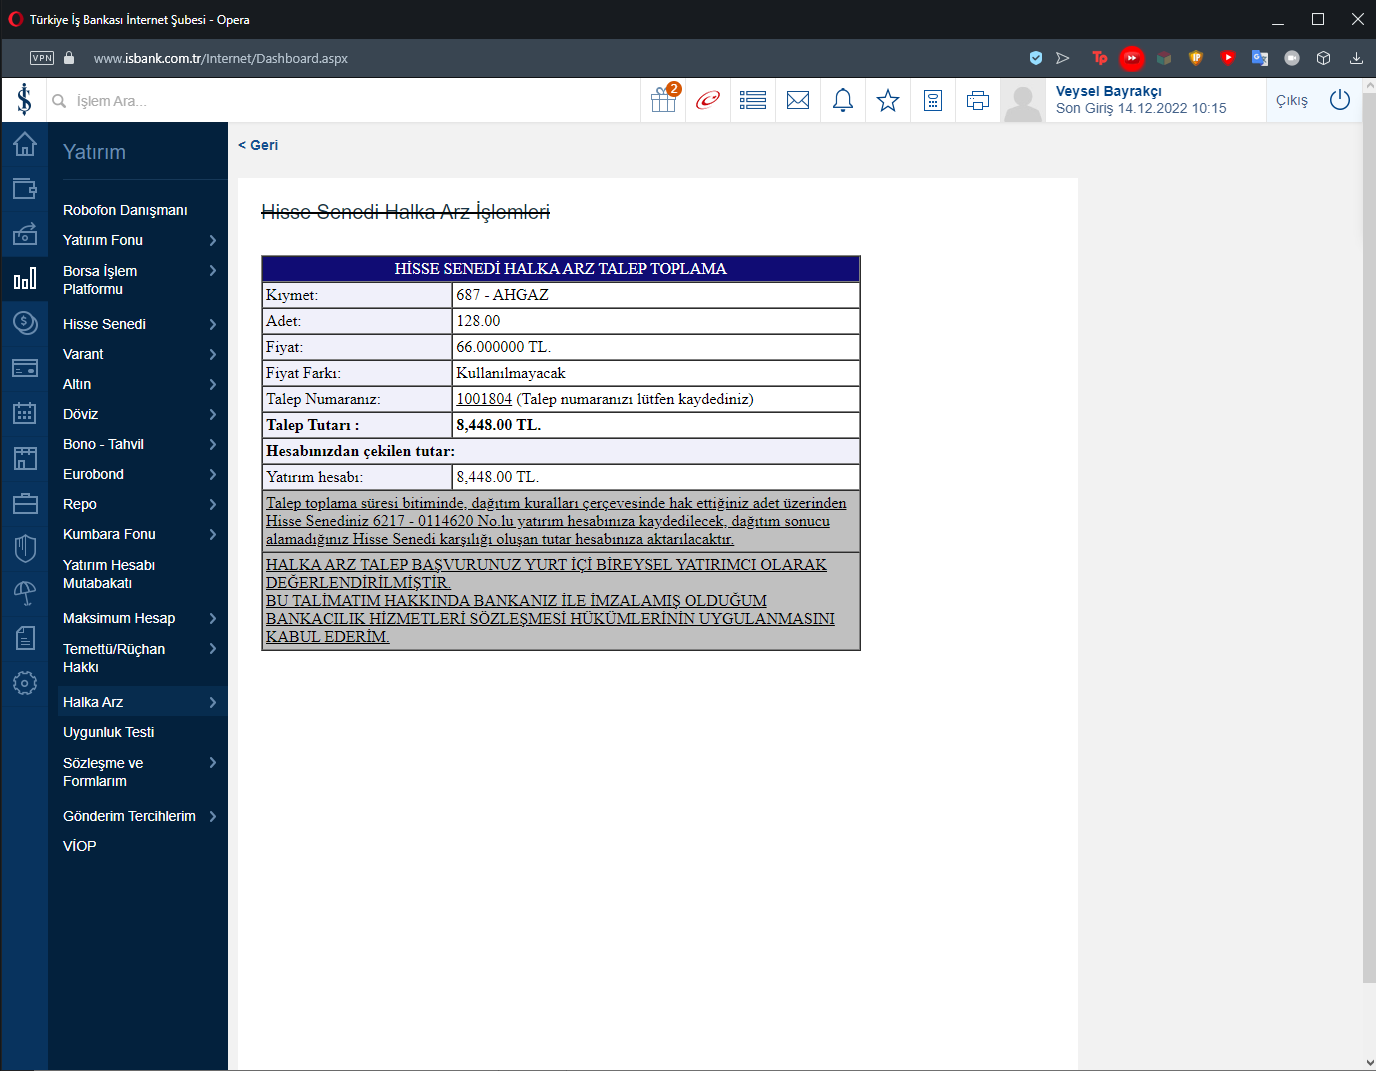 Türkiye İş Bankası İnternet Şubesi - Opera
VPN
www.isbank.com.tr/Internet/Dashboard.aspx
Tp
IP
İşlem Ara...
2
Veysel Bayrakçı
Son Giriş 14.12.2022 10:15
Çıkış
Yatırım
Robofon Danışmanı
Yatırım Fonu
Borsa İşlem
Platformu
Hisse Senedi
Varant
Altın
Döviz
Bono - Tahvil
Eurobond
Repo
Kumbara Fonu
Yatırım Hesabı
Mutabakatı
Maksimum Hesap
Temettü/Rüçhan
Hakkı
Halka Arz
Uygunluk Testi
Sözleşme ve
Formlarım
Gönderim Tercihlerim
VİOP
< Geri
Hisse Senedi Halka Arz İşlemleri
HİSSE SENEDİ HALKA ARZ TALEP TOPLAMA
Kıymet: 687 - AHGAZ
Adet: 128.00
Fiyat: 66.000000 TL.
Fiyat Farkı: Kullanılmayacak
Talep Numaranız: 1001804 (Talep numaranızı lütfen kaydediniz)
Talep Tutarı : 8,448.00 TL.
Hesabınızdan çekilen tutar:
Yatırım hesabı: 8,448.00 TL.
Talep toplama süresi bitiminde, dağıtım kuralları çerçevesinde hak ettiğiniz adet üzerinden
Hisse Senediniz 6217 - 0114620 No.lu yatırım hesabınıza kaydedilecek, dağıtım sonucu
alamadığınız Hisse Senedi karşılığı oluşan tutar hesabınıza aktarılacaktır.
HALKA ARZ TALEP BAŞVURUNUZ YURT İÇİ BİREYSEL YATIRIMCI OLARAK
DEĞERLENDİRİLMİŞTİR.
BU TALİMATIM HAKKINDA BANKANIZ İLE İMZALAMIŞ OLDUĞUM
BANKACILIK HİZMETLERİ SÖZLEŞMESİ HÜKÜMLERİNİN UYGULANMASINI
KABUL EDERİM.